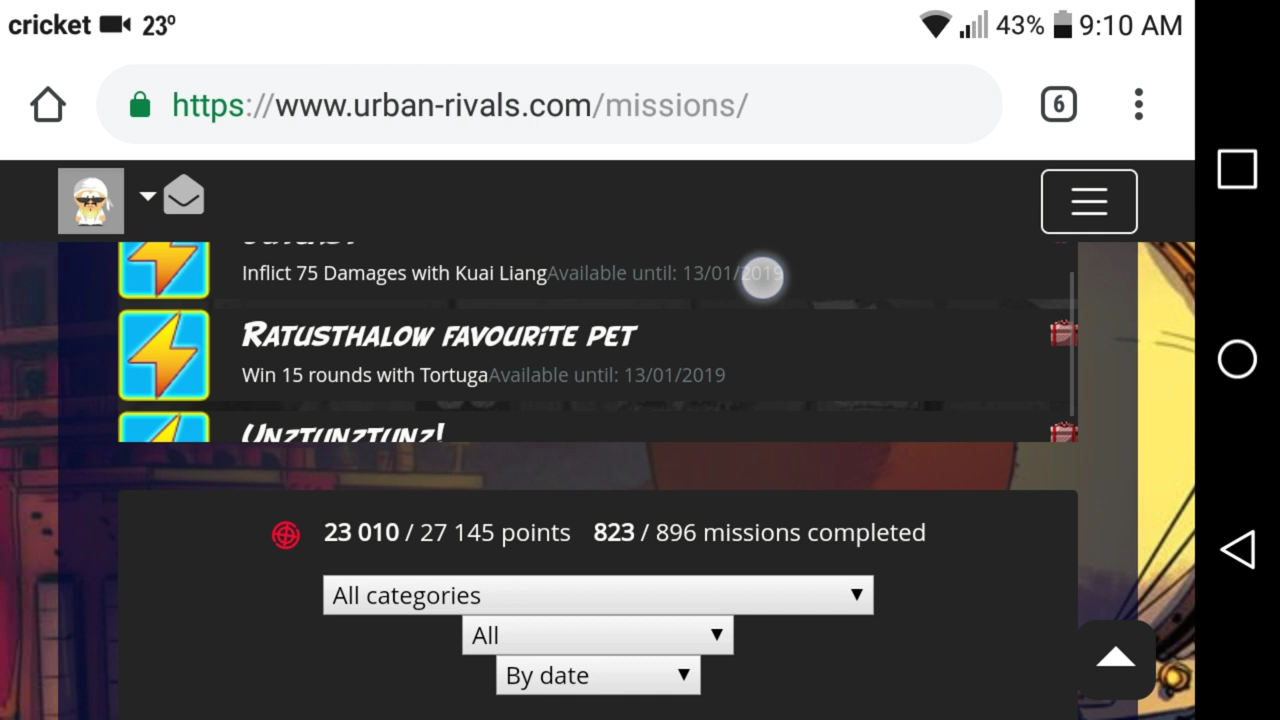 cricket 23° 43% 9:10 AM
https://www.urban-rivals.com/missions/ 6
Inflict 75 Damages with Kuai LiangAvailable until: 13/01/2019
Ratusthalow favourite pet
Win 15 rounds with TortugaAvailable until: 13/01/2019
Unztunztunz!
23 010 / 27 145 points 823 / 896 missions completed
All categories
All
By date